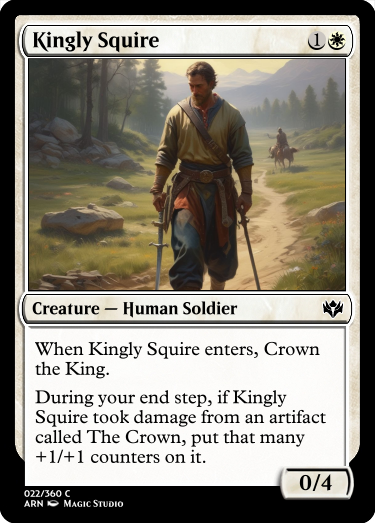 Kingly Squire 1
Creature — Human Soldier
When Kingly Squire enters, Crown
the King.
During your end step, if Kingly
Squire took damage from an artifact
called The Crown, put that many
+1/+1 counters on it.
0/4
022/360 C
ARN Magic Studio